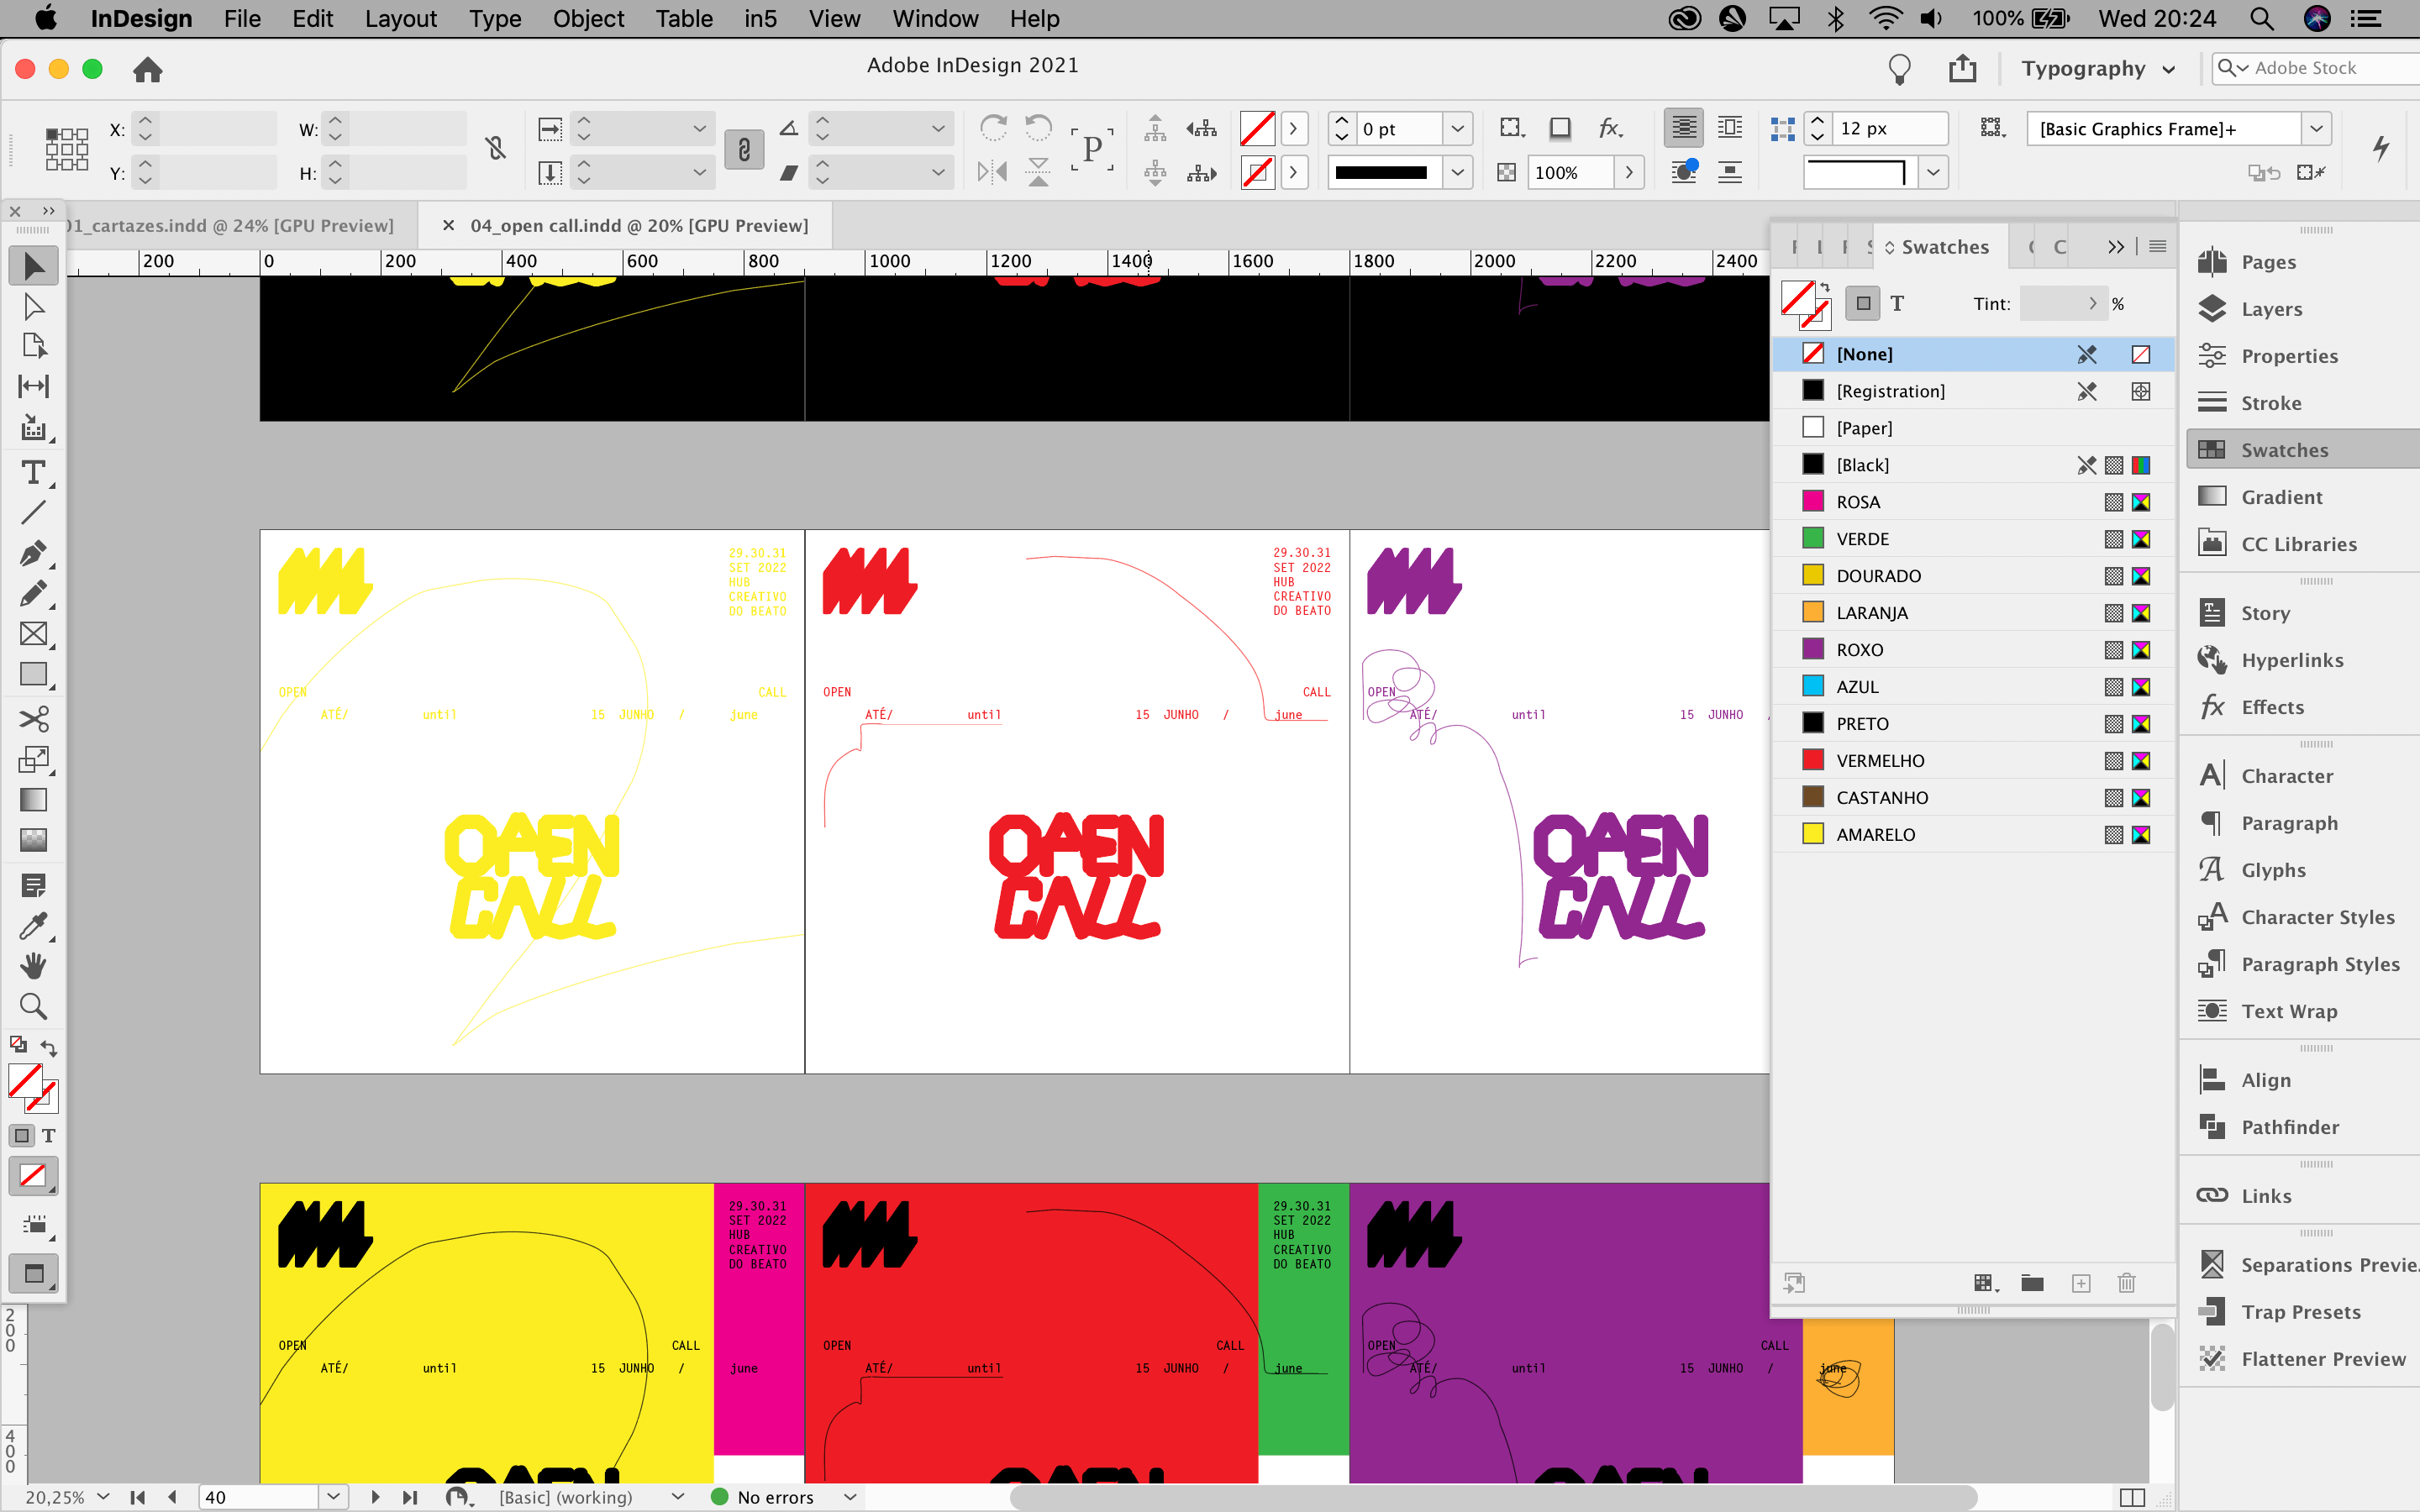 InDesign File Edit Layout Type Object Table in5 View Window Help 100% Wed 20:24
Adobe InDesign 2021 Typography Adobe Stock
X: W: 0 pt 12 px [Basic Graphics Frame]+
Y: H: P 100%
01_cartazes.indd @ 24% [GPU Preview] 04_open call.indd @ 20% [GPU Preview]
200 0 200 400 600 800 1000 1200 1400 1600 1800 2000 2200 2400
Swatches
T Tint: %
[None]
[Registration]
[Paper]
[Black]
ROSA
VERDE
DOURADO
LARANJA
ROXO
AZUL
PRETO
VERMELHO
CASTANHO
AMARELO
Pages
Layers
Properties
Stroke
Swatches
Gradient
CC Libraries
Story
Hyperlinks
Effects
Character
Paragraph
Glyphs
Character Styles
Paragraph Styles
Text Wrap
Align
Pathfinder
Links
Separations Previe
Trap Presets
Flattener Preview
29.30.31
SET 2022
HUB
CREATIVO
DO BEATO
OPEN CALL
ATÉ/ until 15 JUNHO / june
OPEN
CALL
29.30.31
SET 2022
HUB
CREATIVO
DO BEATO
OPEN CALL
ATÉ/ until 15 JUNHO / june
OPEN
CALL
OPEN
ATÉ/ until 15 JUNHO /
OPEN
CALL
29.30.31
SET 2022
HUB
CREATIVO
DO BEATO
OPEN CALL
ATÉ/ until 15 JUNHO / june
OPEN
29.30.31
SET 2022
HUB
CREATIVO
DO BEATO
OPEN CALL
ATÉ/ until 15 JUNHO / june
OPEN
OPEN CALL
ATÉ/ until 15 JUNHO / june
OPEN
200
400
20,25% 40 [Basic] (working) No errors